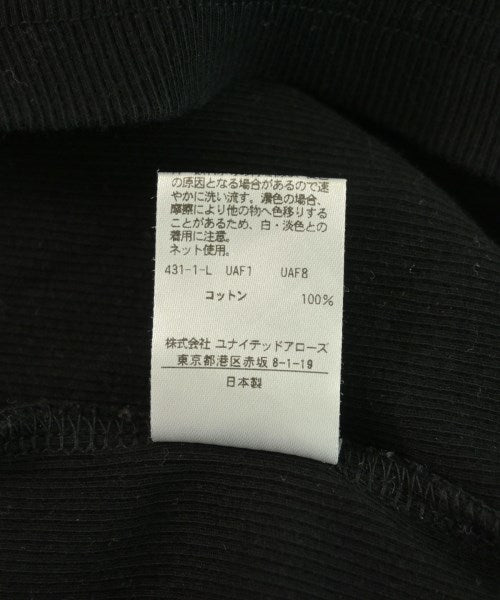 の原因となる場合があるので速
やかに洗い流す。濃色の場合、
摩擦により他の物へ色移りする
ことがあるため、白・淡色との
着用に注意。
ネット使用。
431-1-L UAF1 UAF8
コットン 100%
株式会社 ユナイテッドアローズ
東京都港区赤坂 8-1-19
日本製